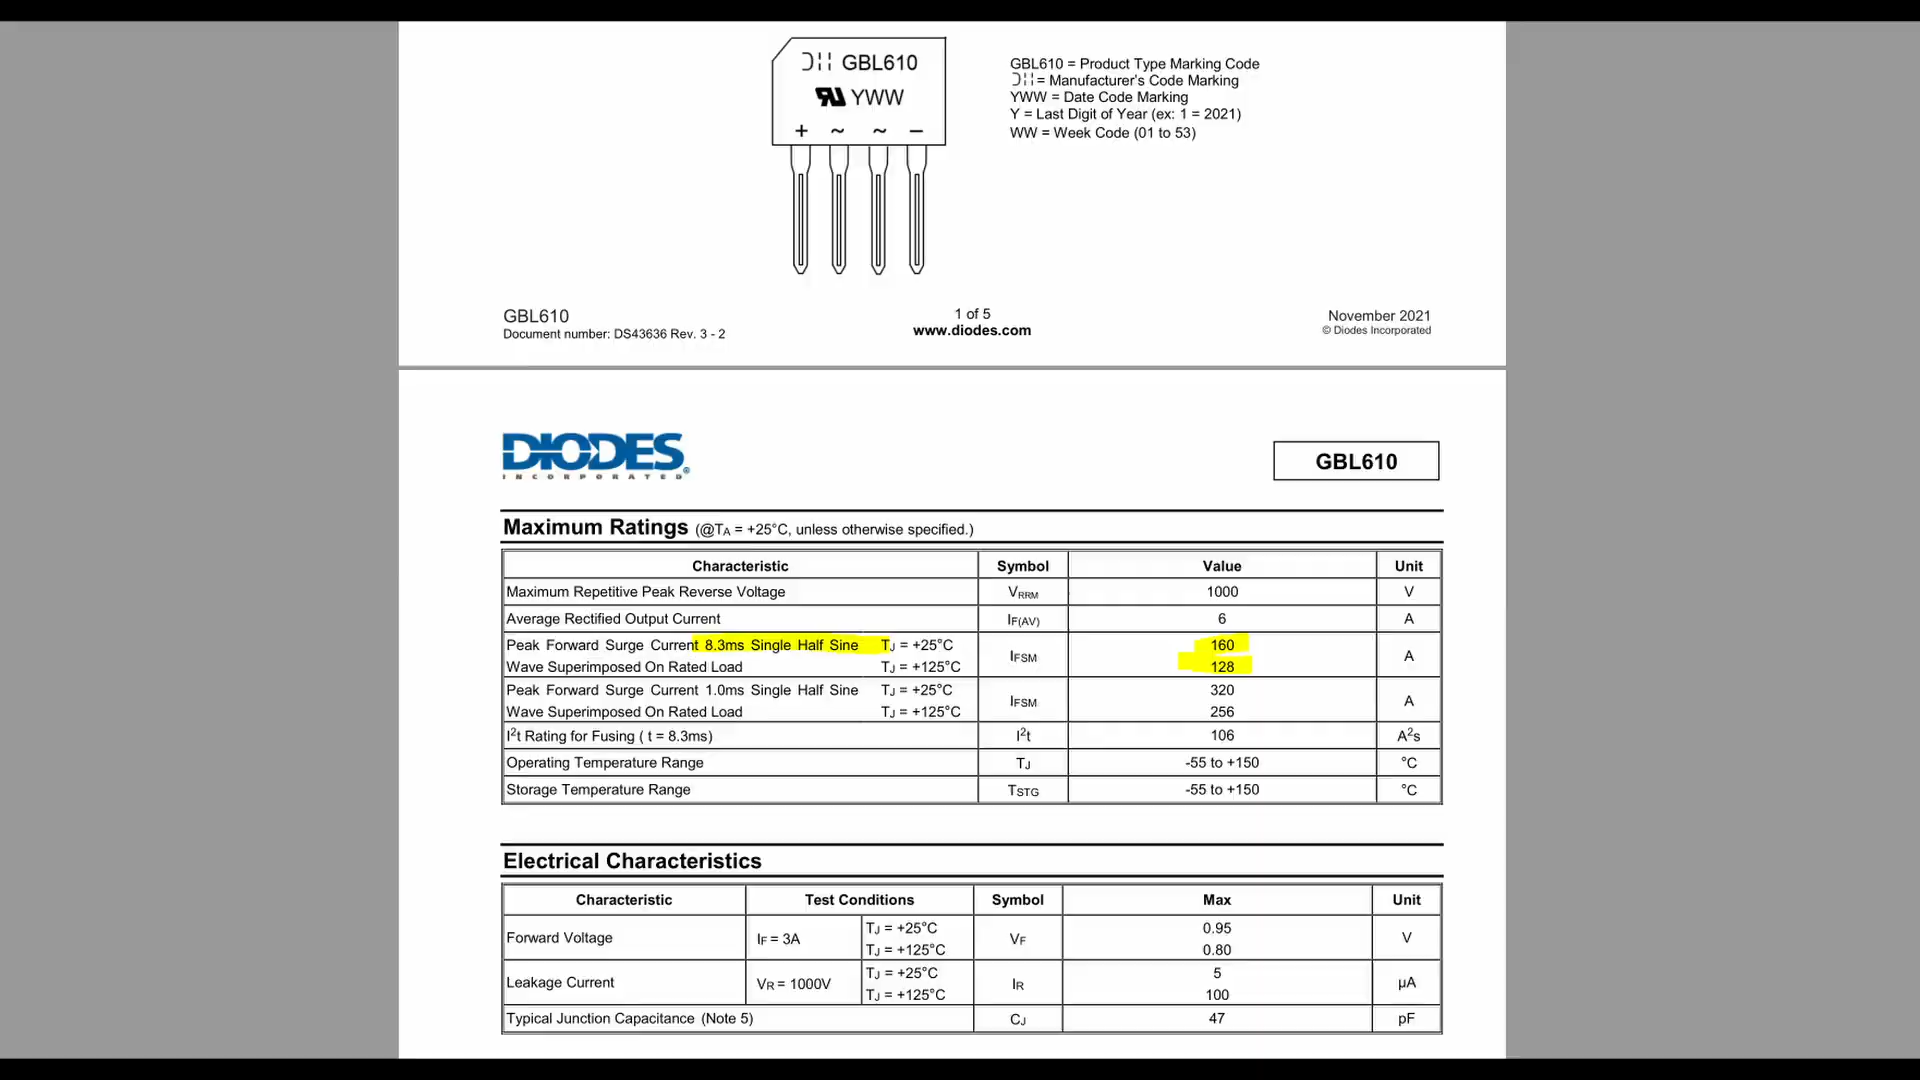 GBL610
YWW
+ ~ ~ −
GBL610 = Product Type Marking Code
= Manufacturer's Code Marking
YWW = Date Code Marking
Y = Last Digit of Year (ex: 1 = 2021)
WW = Week Code (01 to 53)
GBL610
Document number: DS43636 Rev. 3 - 2
1 of 5
www.diodes.com
November 2021
© Diodes Incorporated
DIODES
INCORPORATED
GBL610
Maximum Ratings (@TA = +25°C, unless otherwise specified.)
Characteristic Symbol Value Unit
Maximum Repetitive Peak Reverse Voltage VRRM 1000 V
Average Rectified Output Current IF(AV) 6 A
Peak Forward Surge Current 8.3ms Single Half Sine TJ = +25°C 160
Wave Superimposed On Rated Load TJ = +125°C IFSM 128 A
Peak Forward Surge Current 1.0ms Single Half Sine TJ = +25°C 320
Wave Superimposed On Rated Load TJ = +125°C IFSM 256 A
I²t Rating for Fusing ( t = 8.3ms) I²t 106 A²s
Operating Temperature Range TJ -55 to +150 °C
Storage Temperature Range TSTG -55 to +150 °C
Electrical Characteristics
Characteristic Test Conditions Symbol Max Unit
Forward Voltage IF = 3A TJ = +25°C VF 0.95 V
TJ = +125°C 0.80
Leakage Current VR = 1000V TJ = +25°C IR 5 µA
TJ = +125°C 100
Typical Junction Capacitance (Note 5) CJ 47 pF